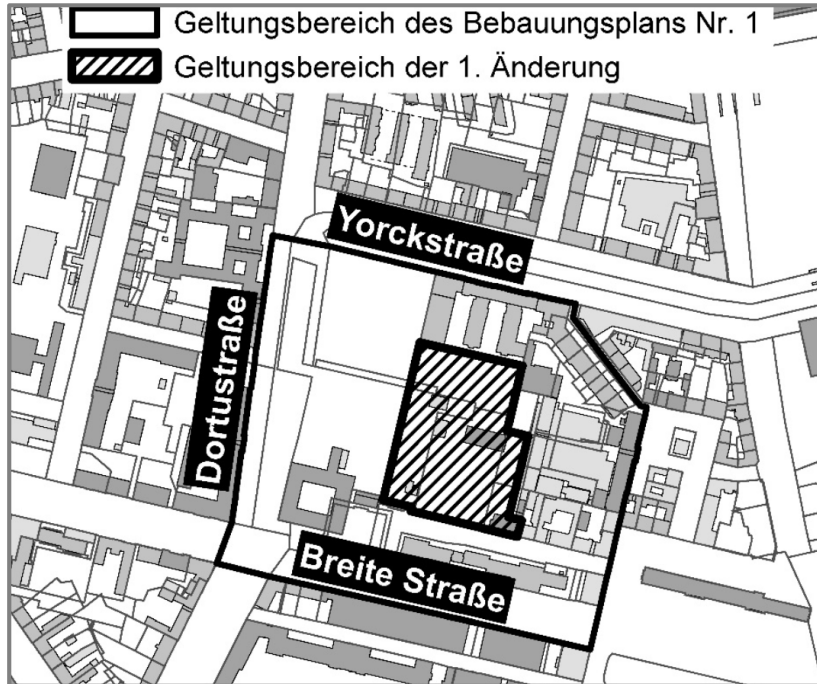 Geltungsbereich des Bebauungsplans Nr. 1
Geltungsbereich der 1. Änderung
Yorckstraße
Dortustraße
Breite Straße